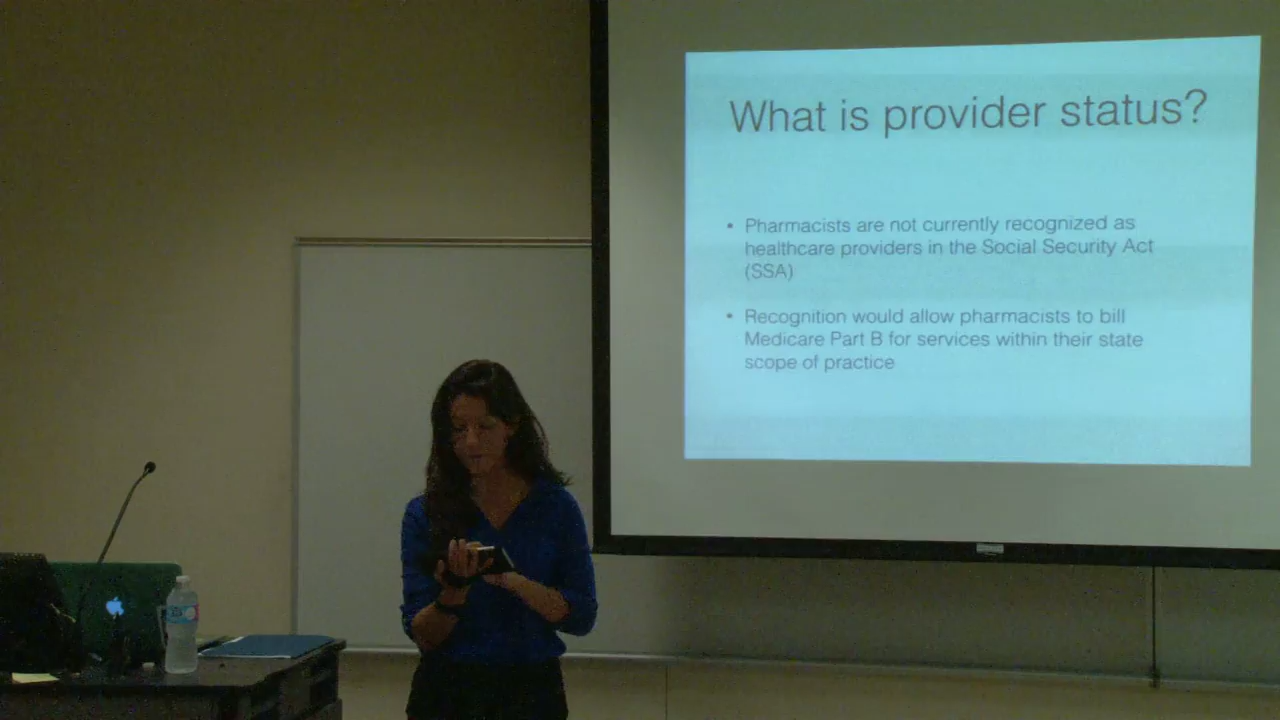 What is provider status?
• Pharmacists are not currently recognized as
healthcare providers in the Social Security Act
(SSA)
• Recognition would allow pharmacists to bill
Medicare Part B for services within their state
scope of practice